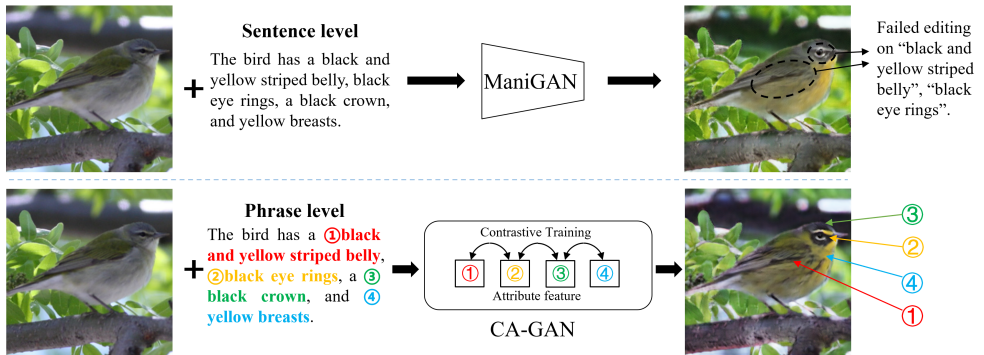 Sentence level
The bird has a black and
yellow striped belly, black
eye rings, a black crown,
and yellow breasts.
+
ManiGAN
Failed editing
on “black and
yellow striped
belly”, “black
eye rings”.
Phrase level
The bird has a ①black
and yellow striped belly,
②black eye rings, a ③
black crown, and ④
yellow breasts.
+
Contrastive Training
① ② ③ ④
Attribute feature
CA-GAN
③
②
④
①